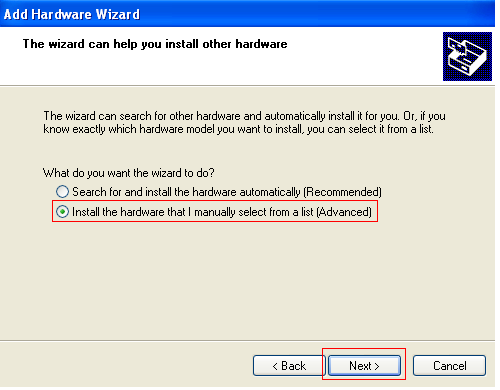 Add Hardware Wizard
The wizard can help you install other hardware
The wizard can search for other hardware and automatically install it for you. Or, if you
know exactly which hardware model you want to install, you can select it from a list.
What do you want the wizard to do?
Search for and install the hardware automatically (Recommended)
Install the hardware that I manually select from a list (Advanced)
< Back
Next >
Cancel